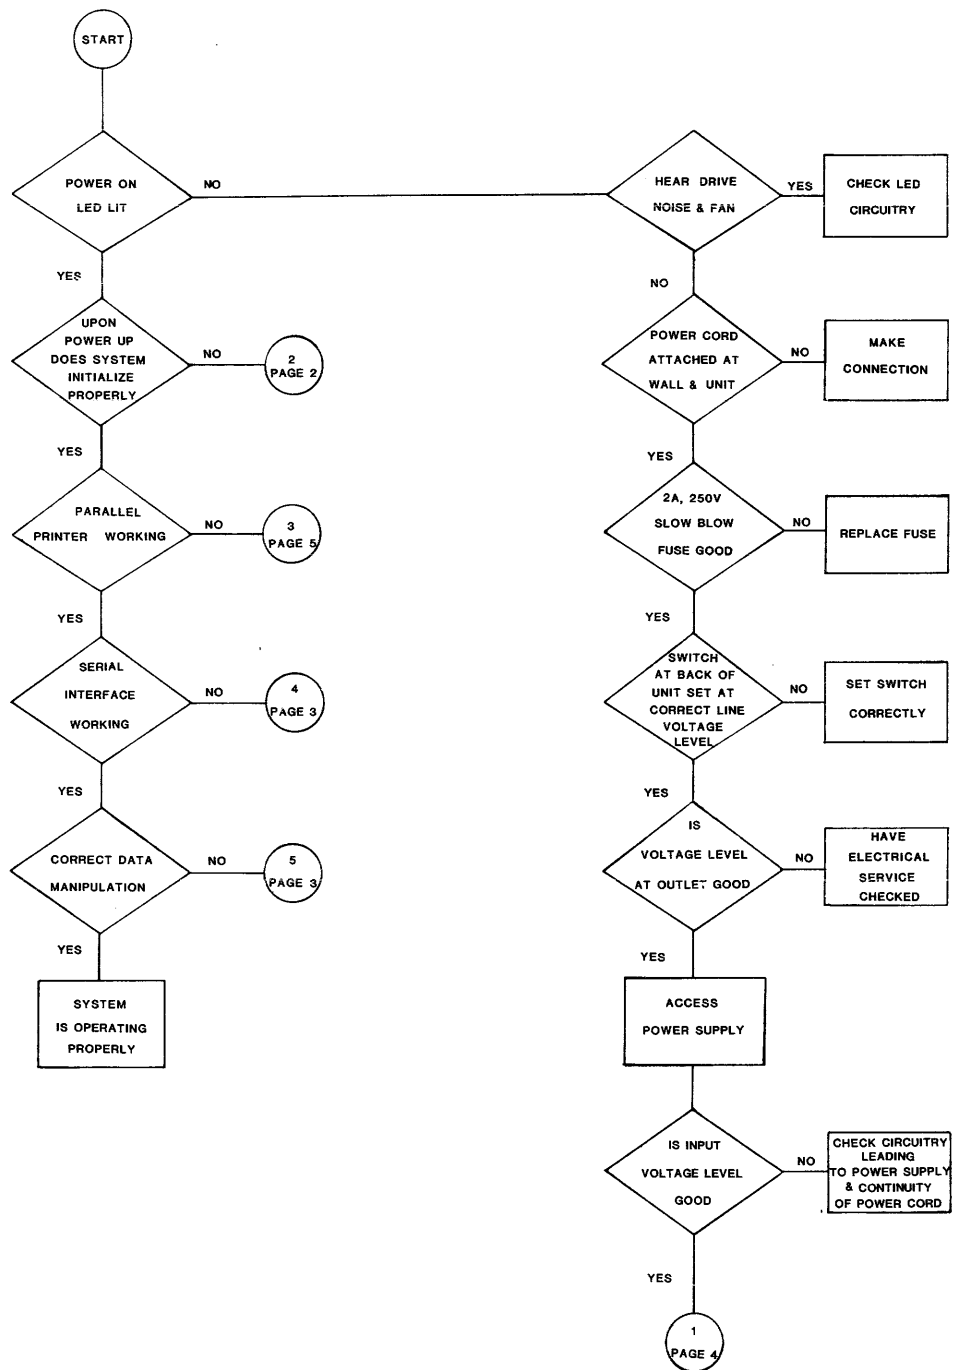 START
POWER ON
LED LIT
NO
YES
UPON
POWER UP
DOES SYSTEM
INITIALIZE
PROPERLY
NO
2
PAGE 2
YES
PARALLEL
PRINTER WORKING
NO
3
PAGE 5
YES
SERIAL
INTERFACE
WORKING
NO
4
PAGE 3
YES
CORRECT DATA
MANIPULATION
NO
5
PAGE 3
YES
SYSTEM
IS OPERATING
PROPERLY
HEAR DRIVE
NOISE & FAN
YES
CHECK LED
CIRCUITRY
NO
POWER CORD
ATTACHED AT
WALL & UNIT
NO
MAKE
CONNECTION
YES
2A, 250V
SLOW BLOW
FUSE GOOD
NO
REPLACE FUSE
YES
SWITCH
AT BACK OF
UNIT SET AT
CORRECT LINE
VOLTAGE
LEVEL
NO
SET SWITCH
CORRECTLY
YES
IS
VOLTAGE LEVEL
AT OUTLET GOOD
NO
HAVE
ELECTRICAL
SERVICE
CHECKED
YES
ACCESS
POWER SUPPLY
IS INPUT
VOLTAGE LEVEL
GOOD
NO
CHECK CIRCUITRY
LEADING
TO POWER SUPPLY
& CONTINUITY
OF POWER CORD
YES
1
PAGE 4